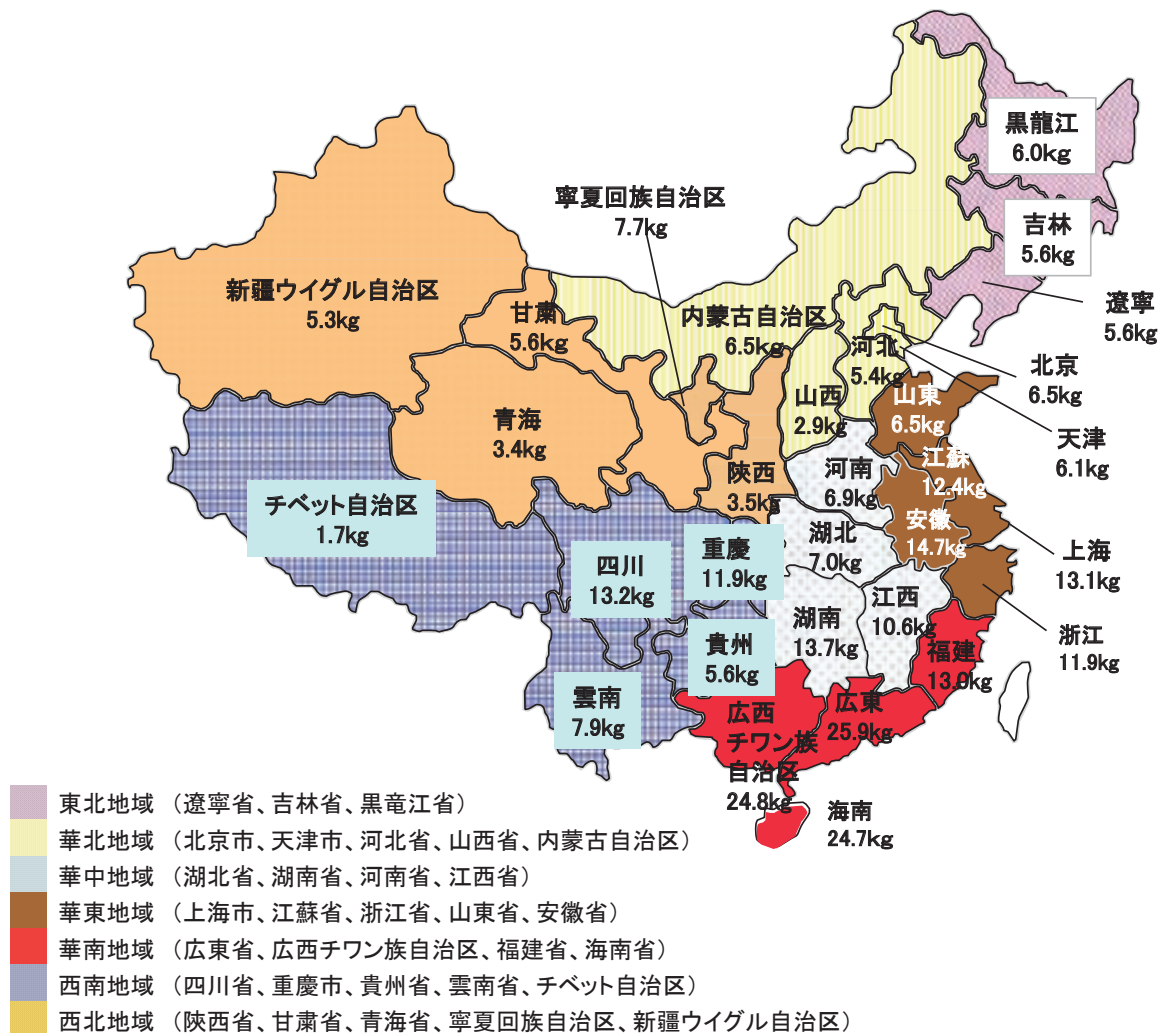 黒龍江
6.0kg
寧夏回族自治区
7.7kg
吉林
5.6kg
新疆ウイグル自治区
5.3kg
甘粛
5.6kg
内蒙古自治区
6.5kg
遼寧
5.6kg
河北
5.4kg
北京
6.5kg
山西
2.9kg
山東
6.5kg
青海
3.4kg
天津
6.1kg
陝西
3.5kg
河南
6.9kg
江蘇
12.4kg
チベット自治区
1.7kg
安徽
14.7kg
湖北
7.0kg
重慶
11.9kg
上海
13.1kg
四川
13.2kg
江西
10.6kg
湖南
13.7kg
浙江
11.9kg
貴州
5.6kg
福建
13.0kg
雲南
7.9kg
広西
チワン族
自治区
24.8kg
広東
25.9kg
海南
24.7kg
東北地域 （遼寧省、吉林省、黒竜江省）
華北地域 （北京市、天津市、河北省、山西省、内蒙古自治区）
華中地域 （湖北省、湖南省、河南省、江西省）
華東地域 （上海市、江蘇省、浙江省、山東省、安徽省）
華南地域 （広東省、広西チワン族自治区、福建省、海南省）
西南地域 （四川省、重慶市、貴州省、雲南省、チベット自治区）
西北地域 （陝西省、甘粛省、青海省、寧夏回族自治区、新疆ウイグル自治区）